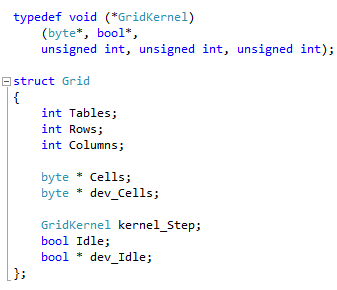 typedef void (*GridKernel)
(byte*, bool*,
unsigned int, unsigned int, unsigned int);
struct Grid
{
int Tables;
int Rows;
int Columns;
byte * Cells;
byte * dev_Cells;
GridKernel kernel_Step;
bool Idle;
bool * dev_Idle;
};